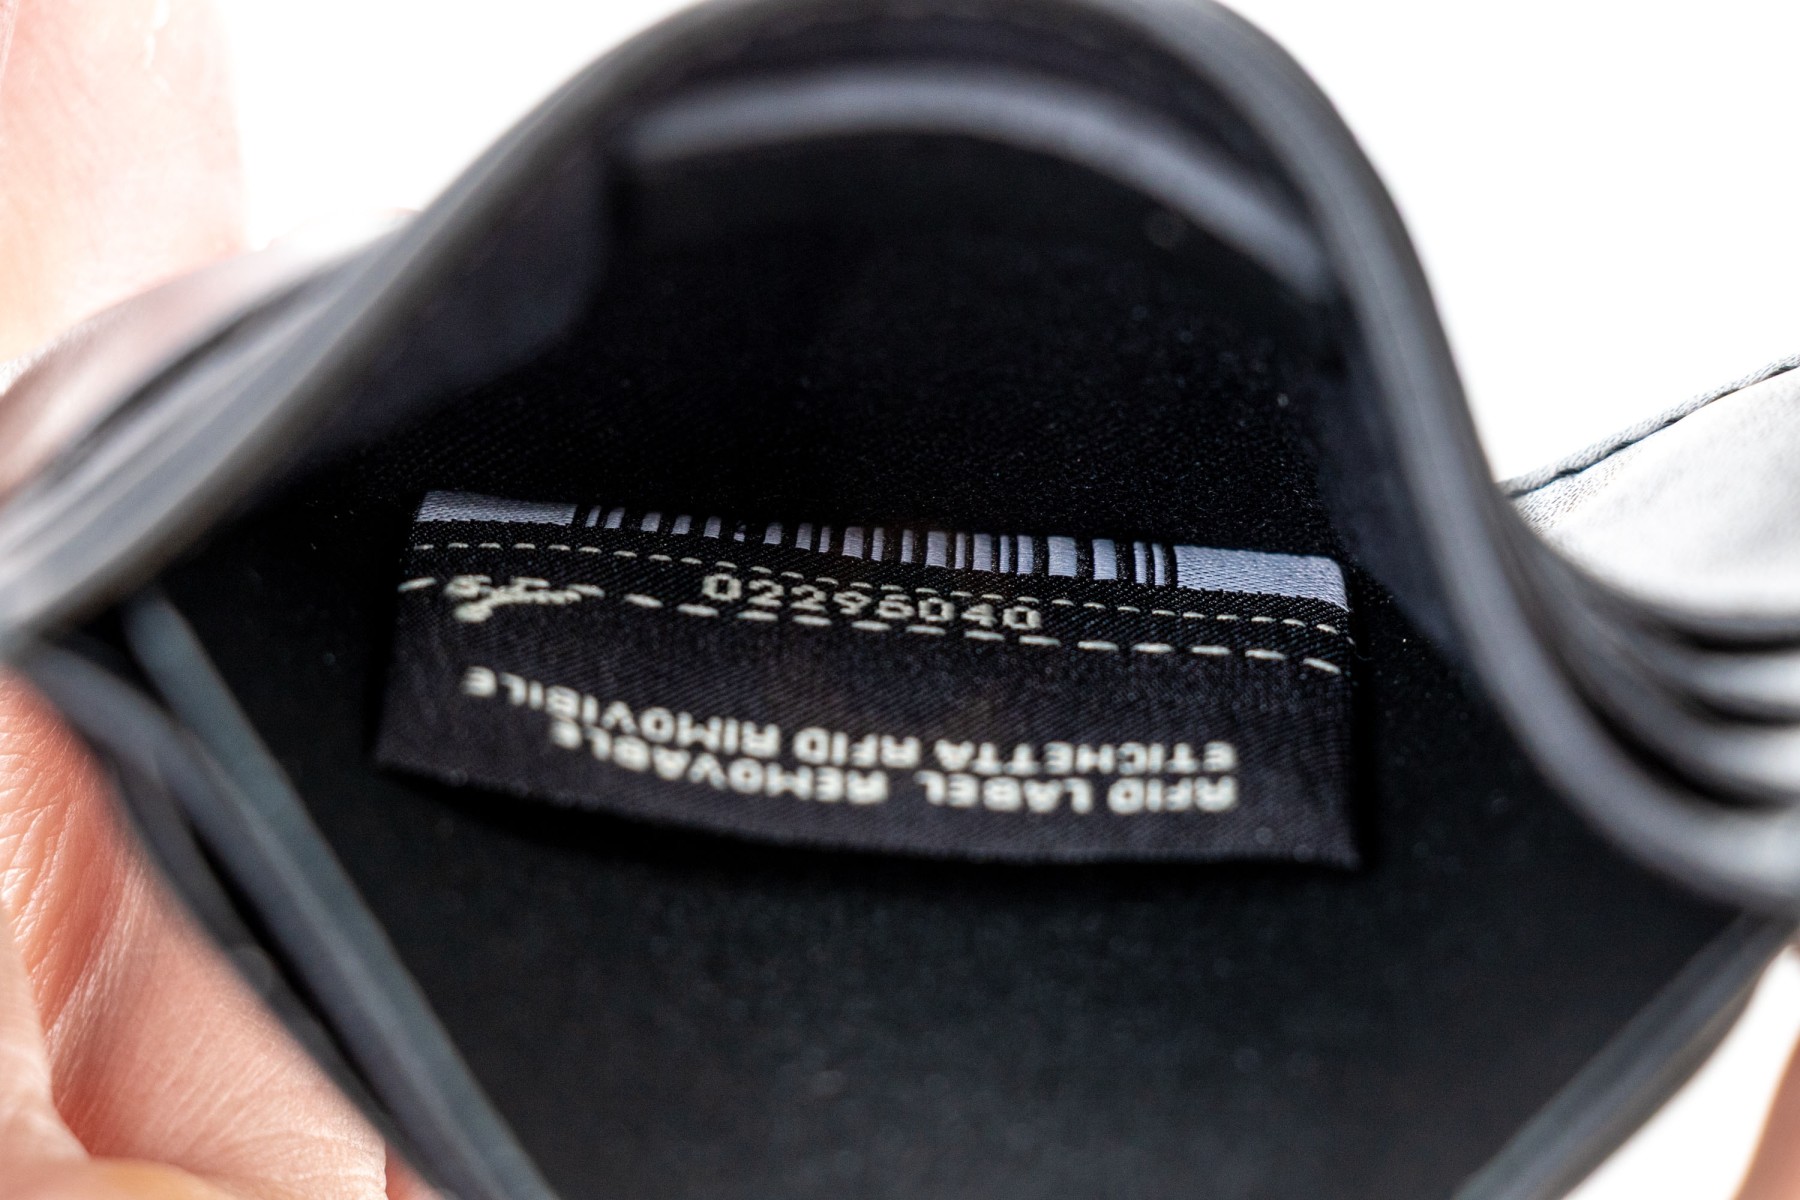 02296040
RFID LABEL REMOVABLE
ETICHETTA RFID RIMOVIBILE